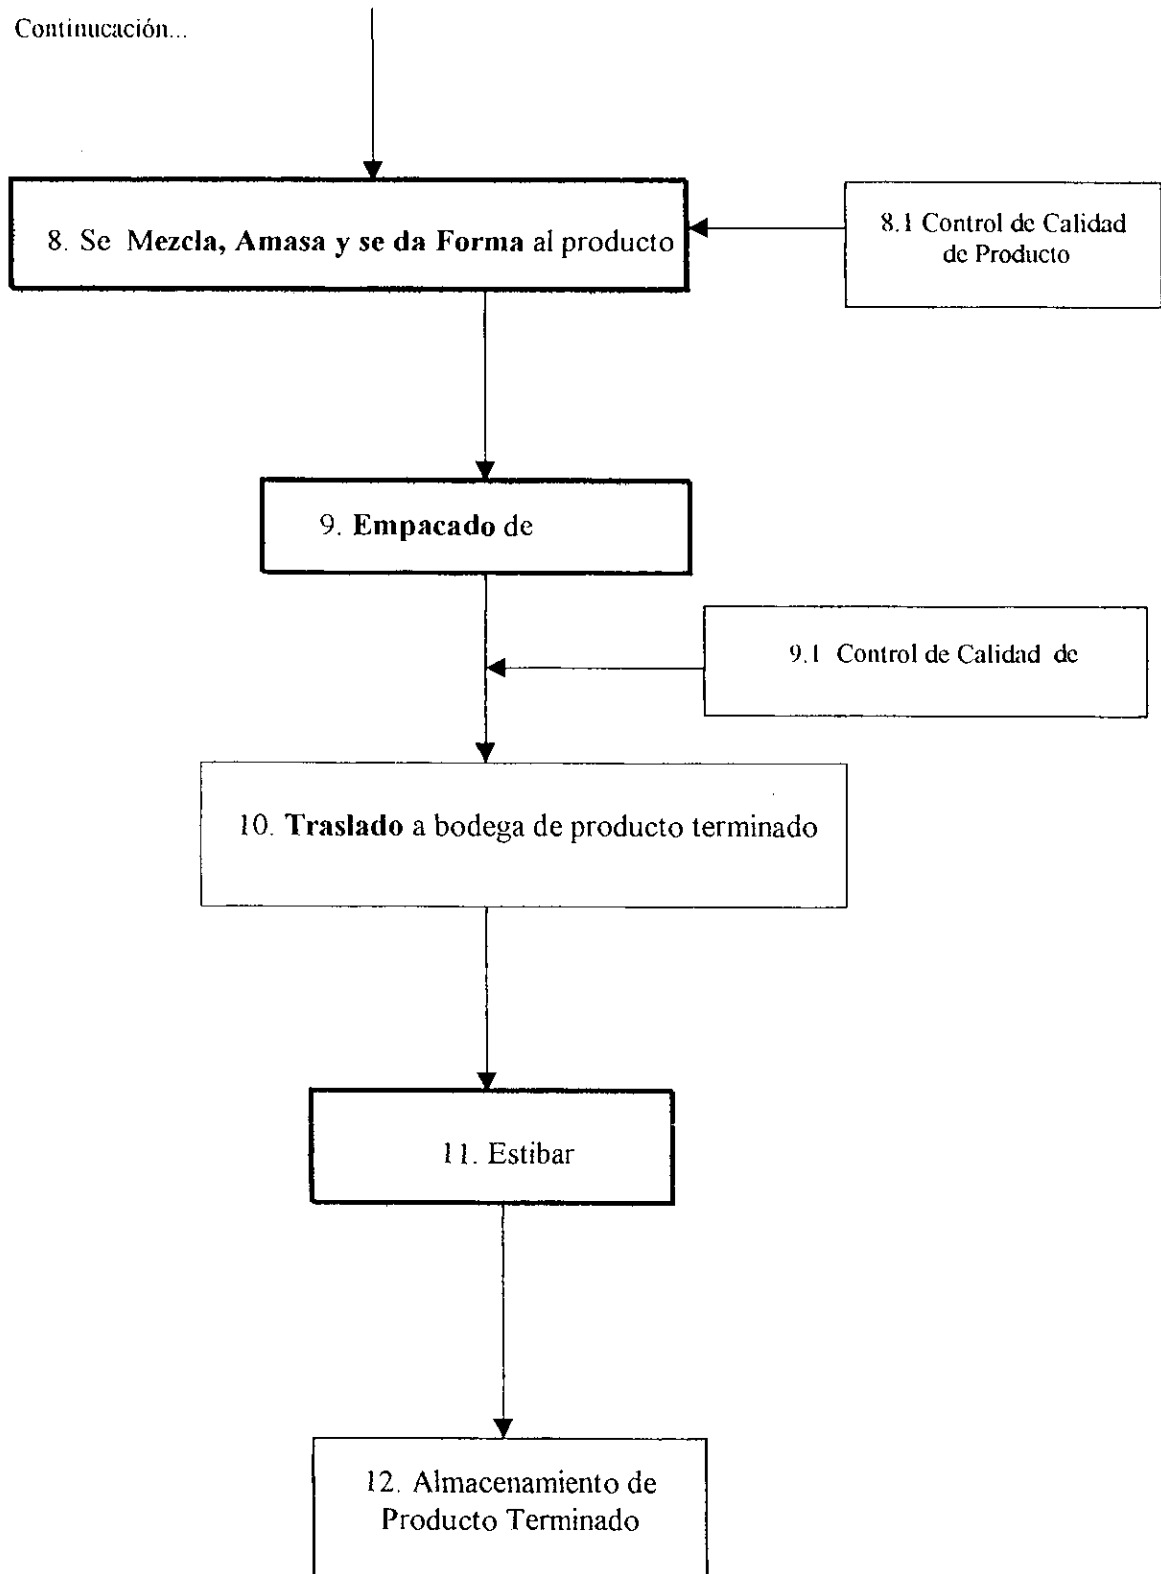 Continucación...
8. Se Mezcla, Amasa y se da Forma al producto
8.1 Control de Calidad
de Producto
9. Empacado de
9.1 Control de Calidad de
10. Traslado a bodega de producto terminado
11. Estibar
12. Almacenamiento de
Producto Terminado